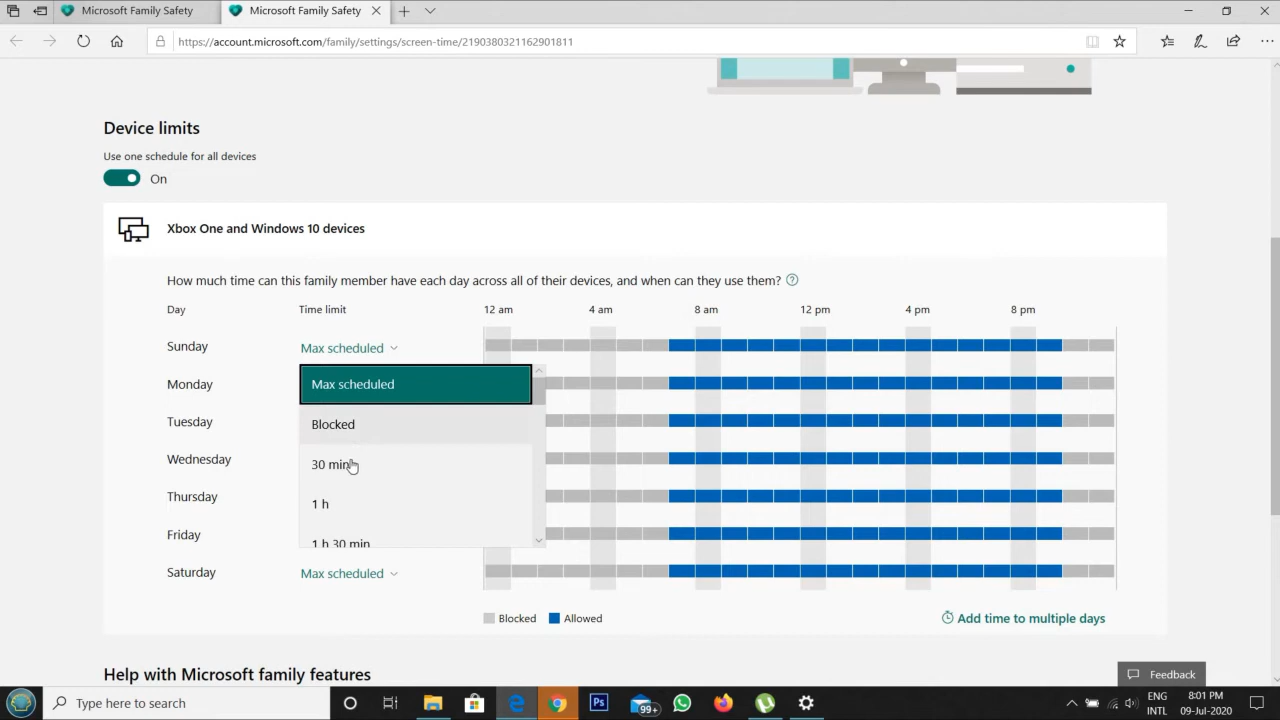 Microsoft Family Safety
Microsoft Family Safety
https://account.microsoft.com/family/settings/screen-time/2190380321162901811
Device limits
Use one schedule for all devices
On
Xbox One and Windows 10 devices
How much time can this family member have each day across all of their devices, and when can they use them? ?
Day Time limit 12 am 4 am 8 am 12 pm 4 pm 8 pm
Sunday Max scheduled
Monday Max scheduled
Tuesday Blocked
Wednesday 30 min
Thursday 1 h
Friday 1 h 30 min
Saturday Max scheduled
Blocked Allowed
Add time to multiple days
Help with Microsoft family features
Feedback
Type here to search
Ps
99+
ENG
INTL
8:01 PM
09-Jul-2020